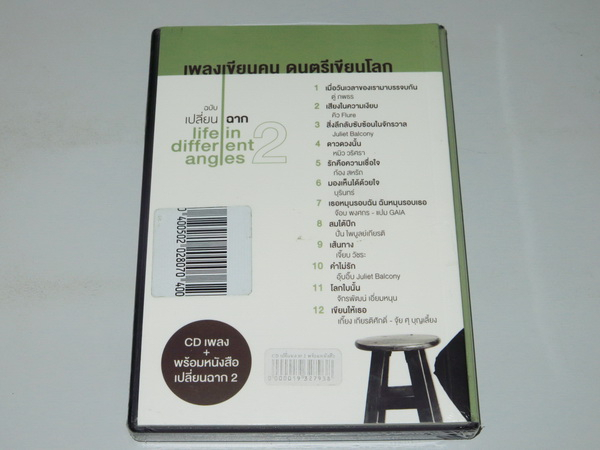 เพลงเขียนคน ดนตรีเขียนโลก
ฉบับ
เปลี่ยน ฉาก
life in
different
angles 2
1 เมื่อวันเวลาของเรามาบรรจบกัน
ตู่ ภพธร
2 เสียงในความเงียบ
คิว Flure
3 สิ่งลึกลับซับซ้อนในจักรวาล
Juliet Balcony
4 ดาวดวงนั้น
หมิว วริศรา
5 รักคือความเชื่อใจ
ก้อง สหรัถ
6 มองเห็นได้ด้วยใจ
บุรินทร์
7 เธอหมุนรอบฉัน ฉันหมุนรอบเธอ
จ๊อบ พงศกร - แปม GAIA
8 สมใด้ปีก
ปั้น ไพบูลย์เกียรติ
9 เส้นทาง
เจี๊ยบ วัชระ
10 คำไม่รัก
อุ๊บอิ๊บ Juliet Balcony
11 โลกใบนั้น
จักรพัฒน์ เอี่ยมหนุน
12 เขียนให้เธอ
เกี๊ยง เกียรติศักดิ์ - จุ้ย ศุ บุญเลี้ยง
0 400502 028070 400
CD เพลง
+
พร้อมหนังสือ
เปลี่ยนฉาก 2